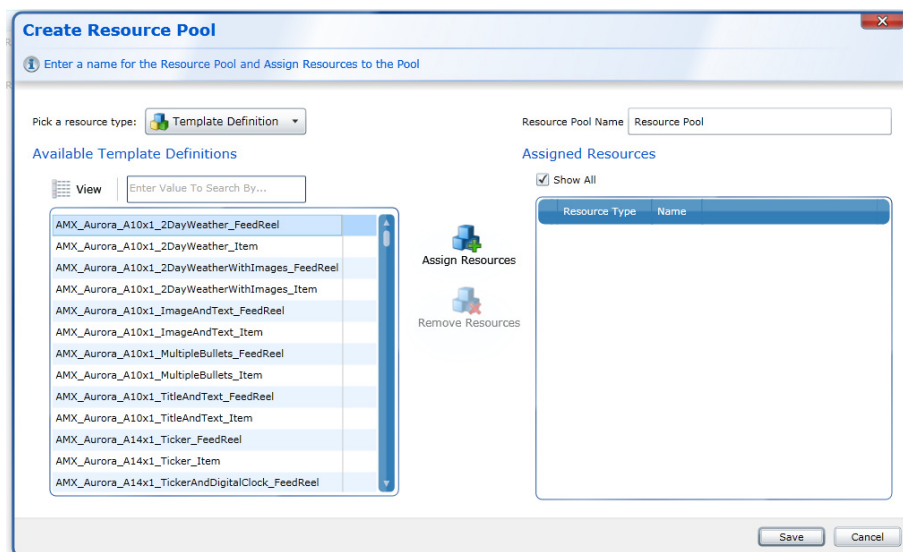 Create Resource Pool
Enter a name for the Resource Pool and Assign Resources to the Pool
Pick a resource type: Template Definition
Resource Pool Name Resource Pool
Available Template Definitions
Assigned Resources
View Enter Value To Search By...
Show All
Resource Type Name
AMX_Aurora_A10x1_2DayWeather_FeedReel
AMX_Aurora_A10x1_2DayWeather_Item
AMX_Aurora_A10x1_2DayWeatherWithImages_FeedReel
AMX_Aurora_A10x1_2DayWeatherWithImages_Item
AMX_Aurora_A10x1_ImageAndText_FeedReel
AMX_Aurora_A10x1_ImageAndText_Item
AMX_Aurora_A10x1_MultipleBullets_FeedReel
AMX_Aurora_A10x1_MultipleBullets_Item
AMX_Aurora_A10x1_TitleAndText_FeedReel
AMX_Aurora_A10x1_TitleAndText_Item
AMX_Aurora_A14x1_Ticker_FeedReel
AMX_Aurora_A14x1_Ticker_Item
AMX_Aurora_A14x1_TickerAndDigitalClock_FeedReel
Assign Resources
Remove Resources
Save Cancel